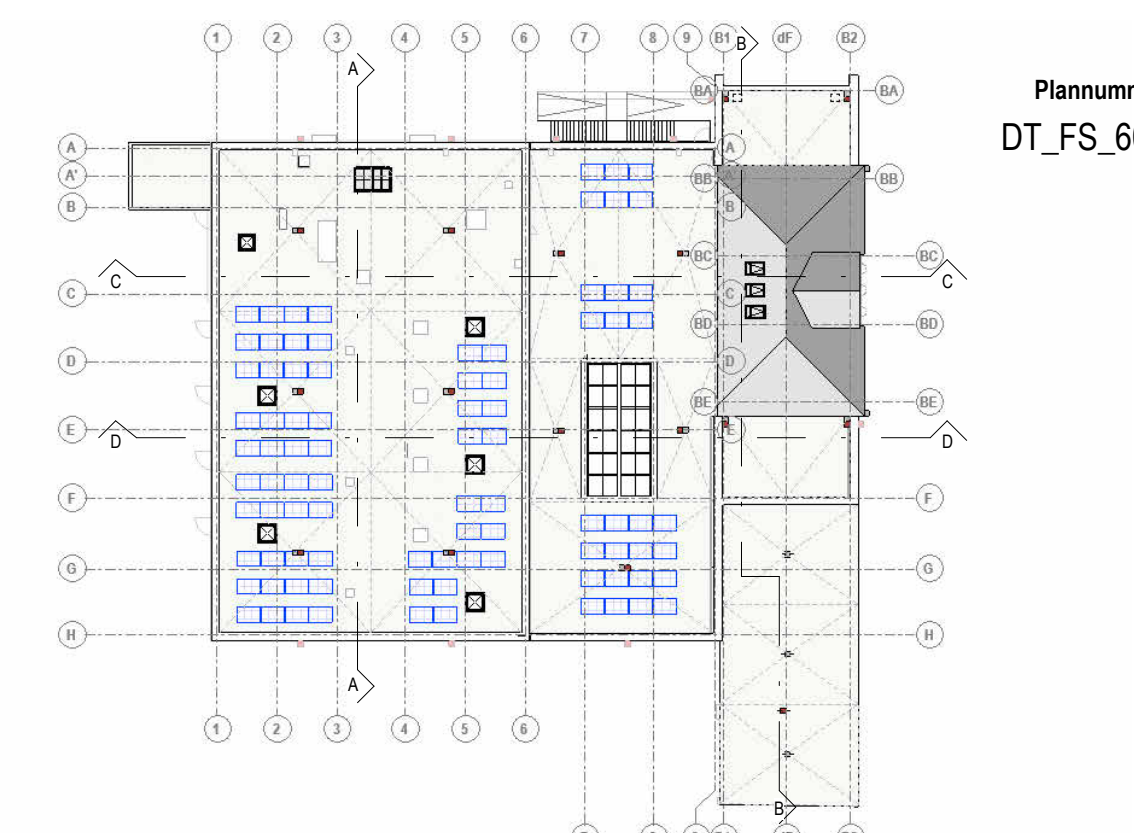 1 2 3 4 5 6 7 8 9 B1 B dF B2
A
BA BA
Plannumm
DT_FS_60
A A
A' A'
BB BB
B B
BC BC
C C
C C
BD BD
D D
BE BE
E E
D D
F F
G G
H H
A
1 2 3 4 5 6
B